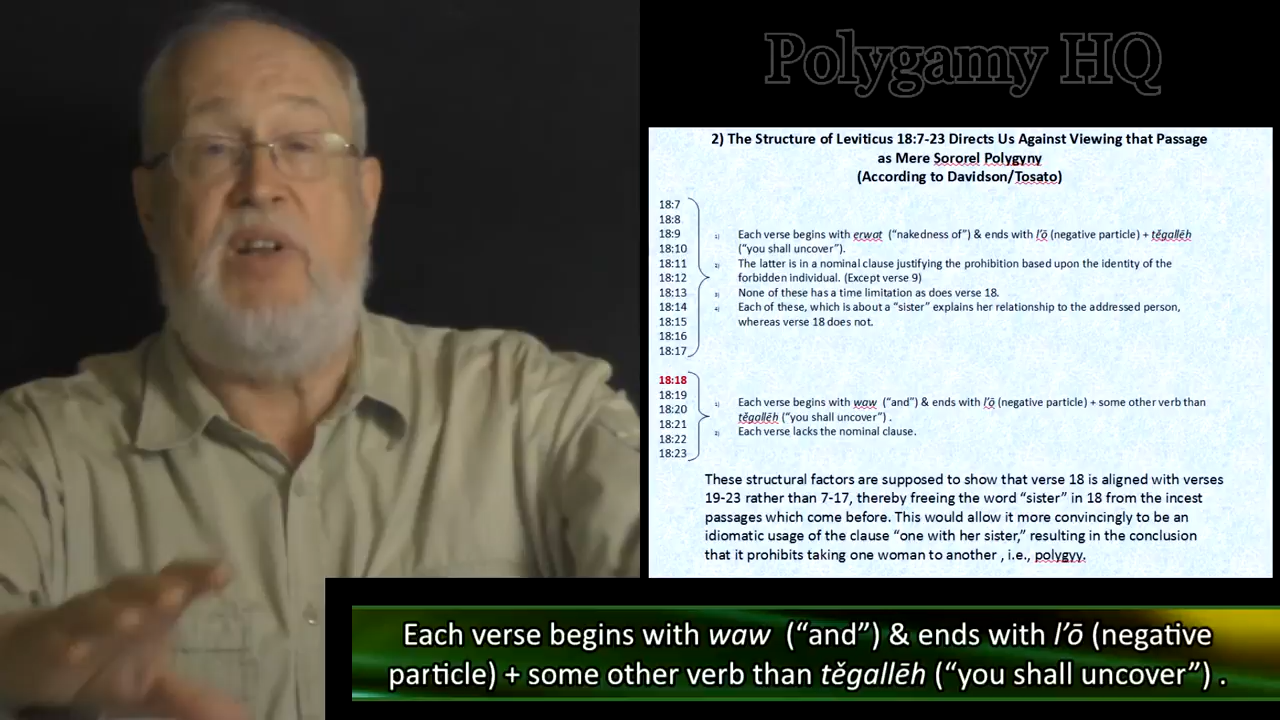 Polygamy HQ
2) The Structure of Leviticus 18:7-23 Directs Us Against Viewing that Passage
as Mere Sororel Polygyny
(According to Davidson/Tosato)
18:7
18:8
18:9
18:10
18:11
18:12
18:13
18:14
18:15
18:16
18:17
1) Each verse begins with erwat (“nakedness of”) & ends with l’ō (negative particle) + těgallēh
(“you shall uncover”).
2) The latter is in a nominal clause justifying the prohibition based upon the identity of the
forbidden individual. (Except verse 9)
3) None of these has a time limitation as does verse 18.
4) Each of these, which is about a “sister” explains her relationship to the addressed person,
whereas verse 18 does not.
18:18
18:19
18:20
18:21
18:22
18:23
1) Each verse begins with waw (“and”) & ends with l’ō (negative particle) + some other verb than
těgallēh (“you shall uncover”) .
2) Each verse lacks the nominal clause.
These structural factors are supposed to show that verse 18 is aligned with verses
19-23 rather than 7-17, thereby freeing the word “sister” in 18 from the incest
passages which come before. This would allow it more convincingly to be an
idiomatic usage of the clause “one with her sister,” resulting in the conclusion
that it prohibits taking one woman to another , i.e., polygyy.
Each verse begins with waw (“and”) & ends with l’ō (negative
particle) + some other verb than těgallēh (“you shall uncover”) .